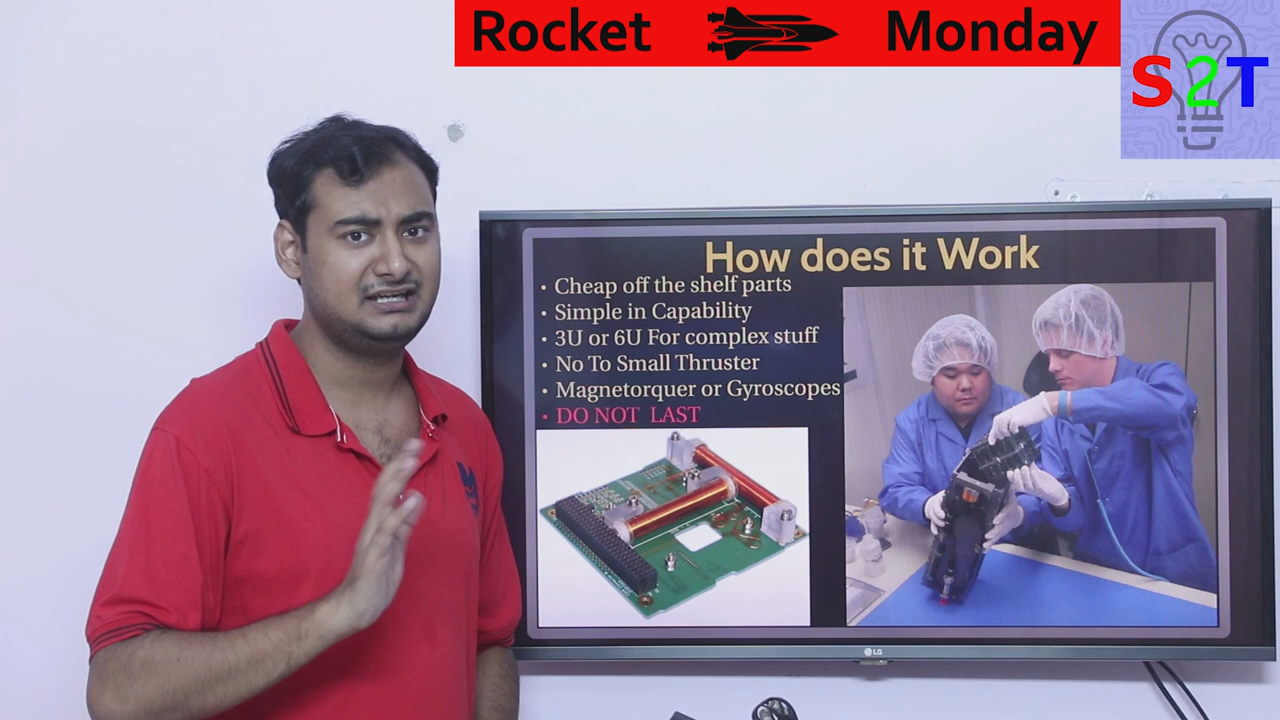 Rocket Monday
S2T
How does it Work
• Cheap off the shelf parts
• Simple in Capability
• 3U or 6U For complex stuff
• No To Small Thruster
• Magnetorquer or Gyroscopes
• DO NOT LAST
LG